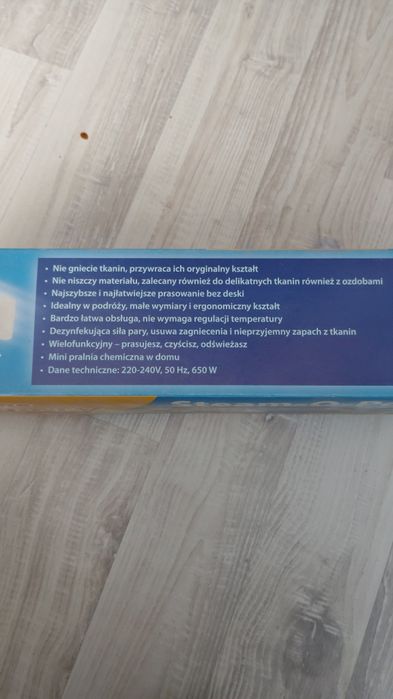 • Nie gniecie tkanin, przywraca ich oryginalny kształt
• Nie niszczy materiału, zalecany również do delikatnych tkanin również z ozdobami
• Najszybsze i najłatwiejsze prasowanie bez deski
• Idealny w podróży, małe wymiary i ergonomiczny kształt
• Bardzo łatwa obsługa, nie wymaga regulacji temperatury
• Dezynfekująca siła pary, usuwa zagniecenia i nieprzyjemny zapach z tkanin
• Wielofunkcyjny – prasujesz, czyścisz, odświeżasz
• Mini pralnia chemiczna w domu
• Dane techniczne: 220-240V, 50 Hz, 650 W